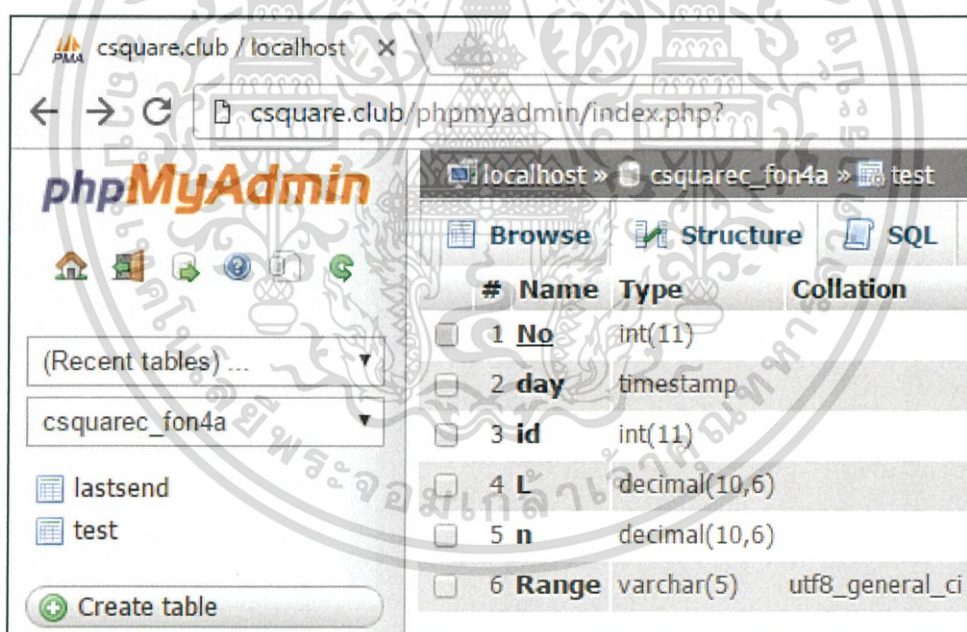 csquare.club / localhost ×
csquare.club/phpmyadmin/index.php?
phpMyAdmin
(Recent tables) ...
csquarec_fon4a
lastsend
test
Create table
localhost » csquarec_fon4a » test
Browse Structure SQL
# Name Type Collation
1 No int(11)
2 day timestamp
3 id int(11)
4 L decimal(10,6)
5 n decimal(10,6)
6 Range varchar(5) utf8_general_ci